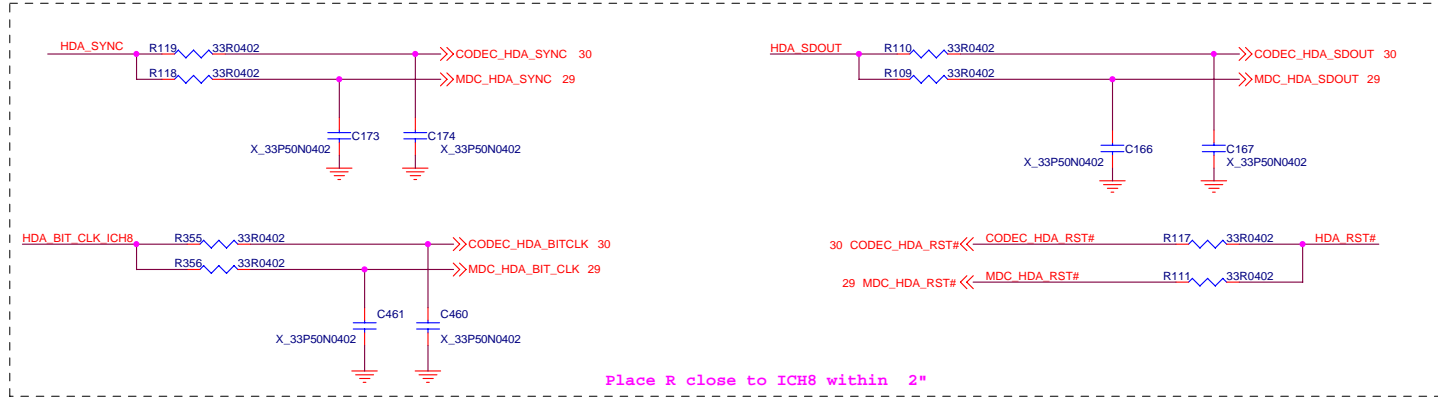 HDA_SYNC R119 33R0402 CODEC_HDA_SYNC 30
R118 33R0402 MDC_HDA_SYNC 29
C173 C174
X_33P50N0402 X_33P50N0402
HDA_SDOUT R110 33R0402 CODEC_HDA_SDOUT 30
R109 33R0402 MDC_HDA_SDOUT 29
C166 C167
X_33P50N0402 X_33P50N0402
HDA_BIT_CLK_ICH8 R355 33R0402 CODEC_HDA_BITCLK 30
R356 33R0402 MDC_HDA_BIT_CLK 29
C461 C460
X_33P50N0402 X_33P50N0402
30 CODEC_HDA_RST# CODEC_HDA_RST# R117 33R0402 HDA_RST#
29 MDC_HDA_RST# MDC_HDA_RST# R111 33R0402
Place R close to ICH8 within 2"